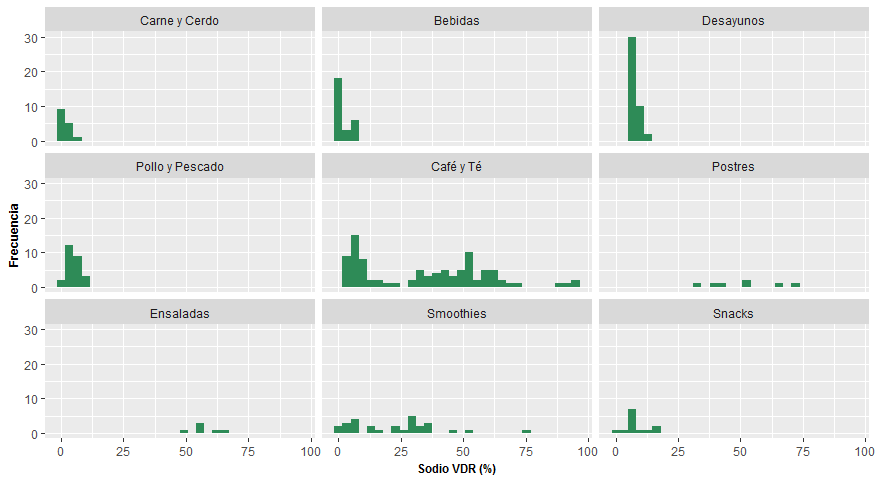 Carne y Cerdo Bebidas Desayunos
30
20
10
0
Pollo y Pescado Café y Té Postres
30
20
10
0
Frecuencia
Ensaladas Smoothies Snacks
30
20
10
0
0 25 50 75 100 0 25 50 75 100 0 25 50 75 100
Sodio VDR (%)